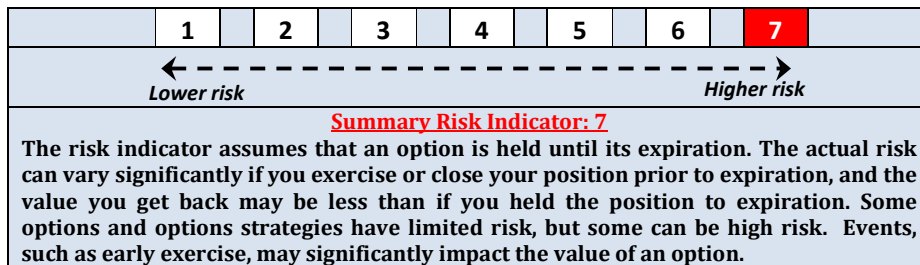 1 2 3 4 5 6 7
Lower risk Higher risk
Summary Risk Indicator: 7
The risk indicator assumes that an option is held until its expiration. The actual risk
can vary significantly if you exercise or close your position prior to expiration, and the
value you get back may be less than if you held the position to expiration. Some
options and options strategies have limited risk, but some can be high risk. Events,
such as early exercise, may significantly impact the value of an option.